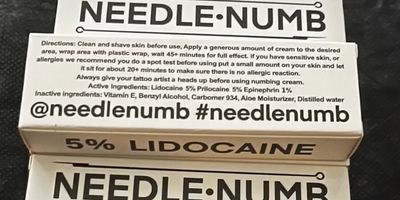 NEEDLE•NUMB
Directions: Clean and shave skin before use, Apply a generous amount of cream to the desired
area, wrap area with plastic wrap, wait 45+ minutes for full effect. if you have sensitive skin, or
allergies we recommend you do a spot test before using put a small amount on your skin and let
it sit for about 20+ minutes to make sure there is no allergic reaction.
Always give your tattoo artist a heads up before using numbing cream.
Active Ingredients: Lidocaine 5% Prilocaine 5% Epinephrin 1%
Inactive ingredients: Vitamin E, Benzyl Alcohol, Carbomer 934, Aloe Moisturizer, Distilled water
@needlenumb #needlenumb
5% LIDOCAINE
NEEDLE•NUMB